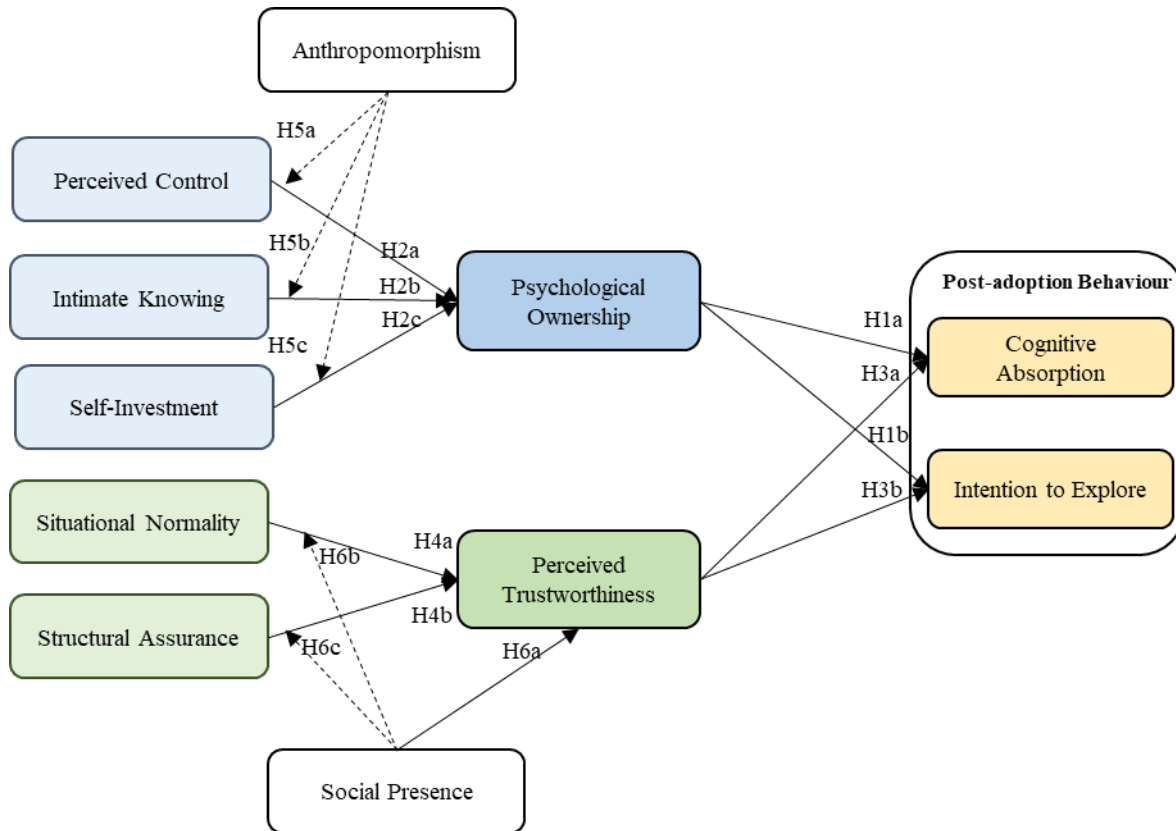 Anthropomorphism
H5a
Perceived Control
H5b
H2a
Intimate Knowing
H2b
H2c
H5c
Self-Investment
Psychological
Ownership
Post-adoption Behaviour
H1a
Cognitive
Absorption
H3a
H1b
Intention to Explore
H3b
Situational Normality
H6b
H4a
Perceived
Trustworthiness
Structural Assurance
H4b
H6c
H6a
Social Presence